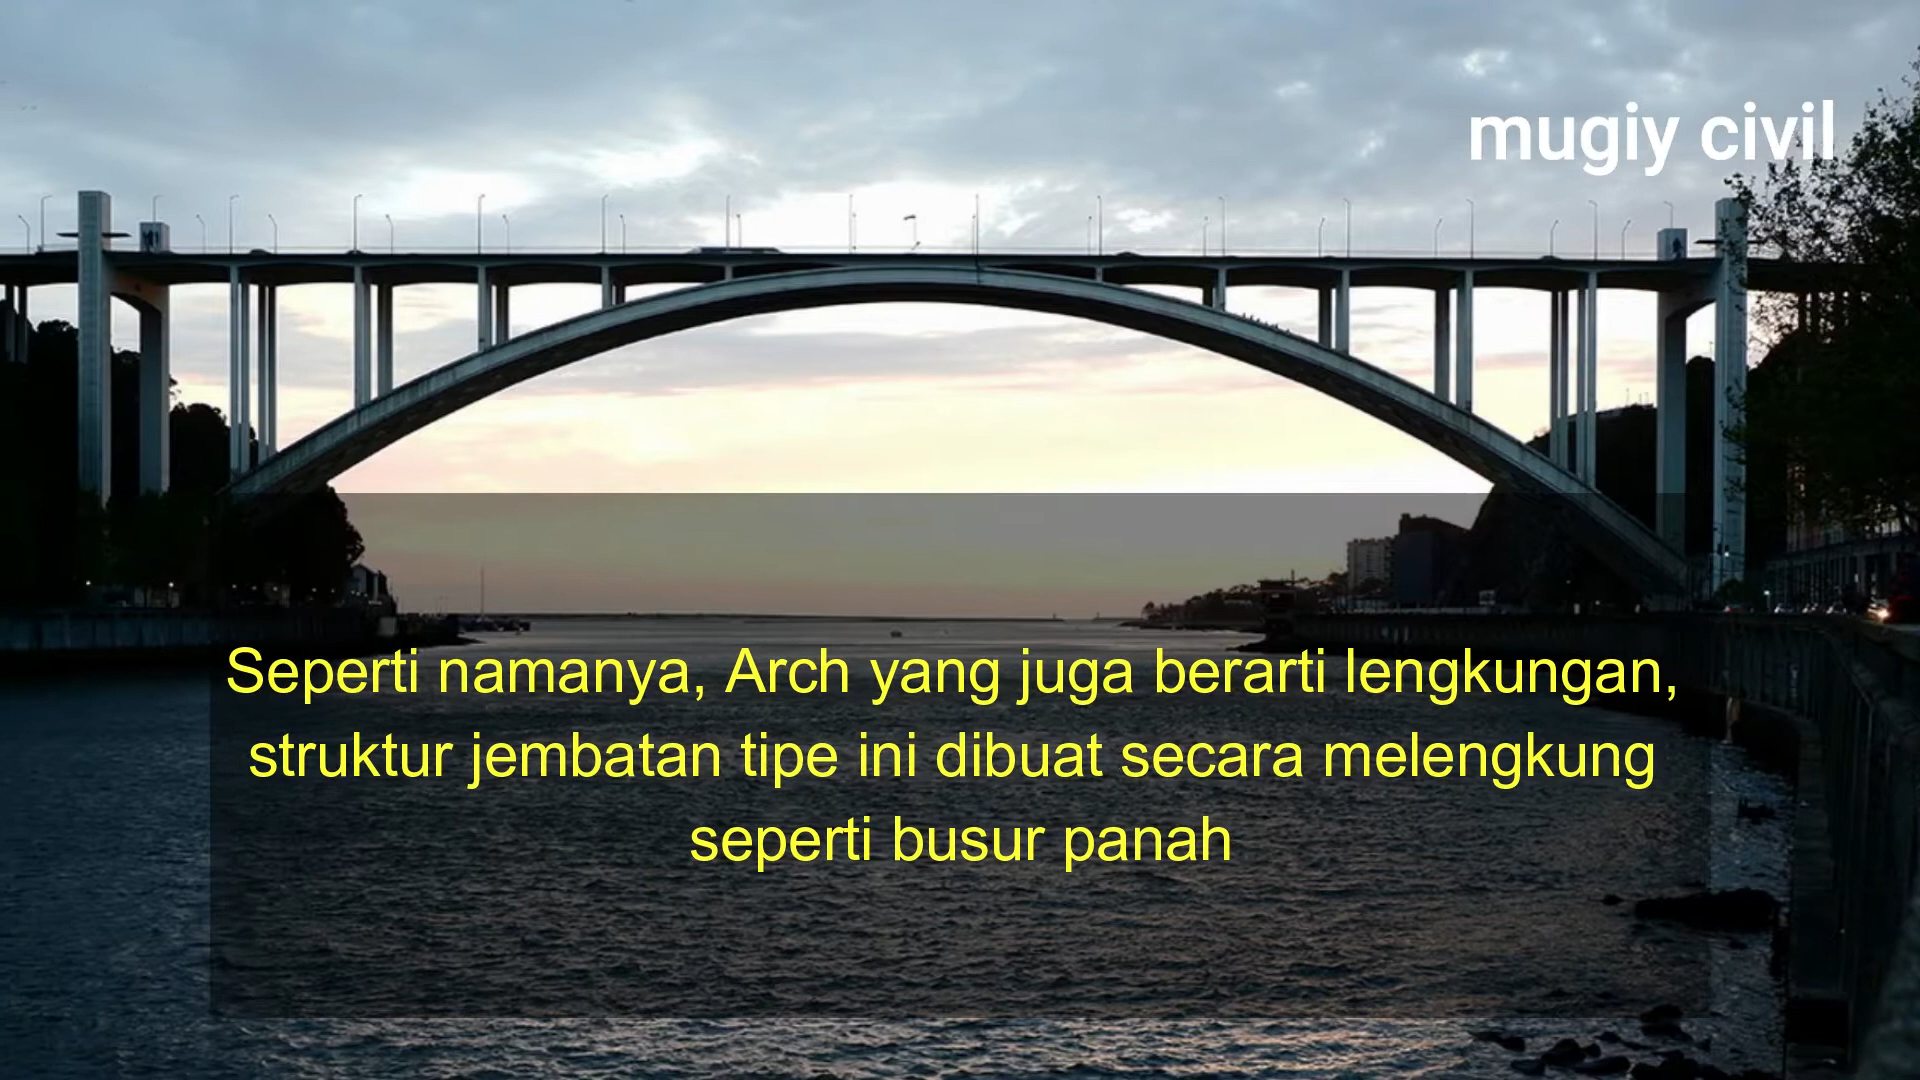 mugiy civil
Seperti namanya, Arch yang juga berarti lengkungan,
struktur jembatan tipe ini dibuat secara melengkung
seperti busur panah